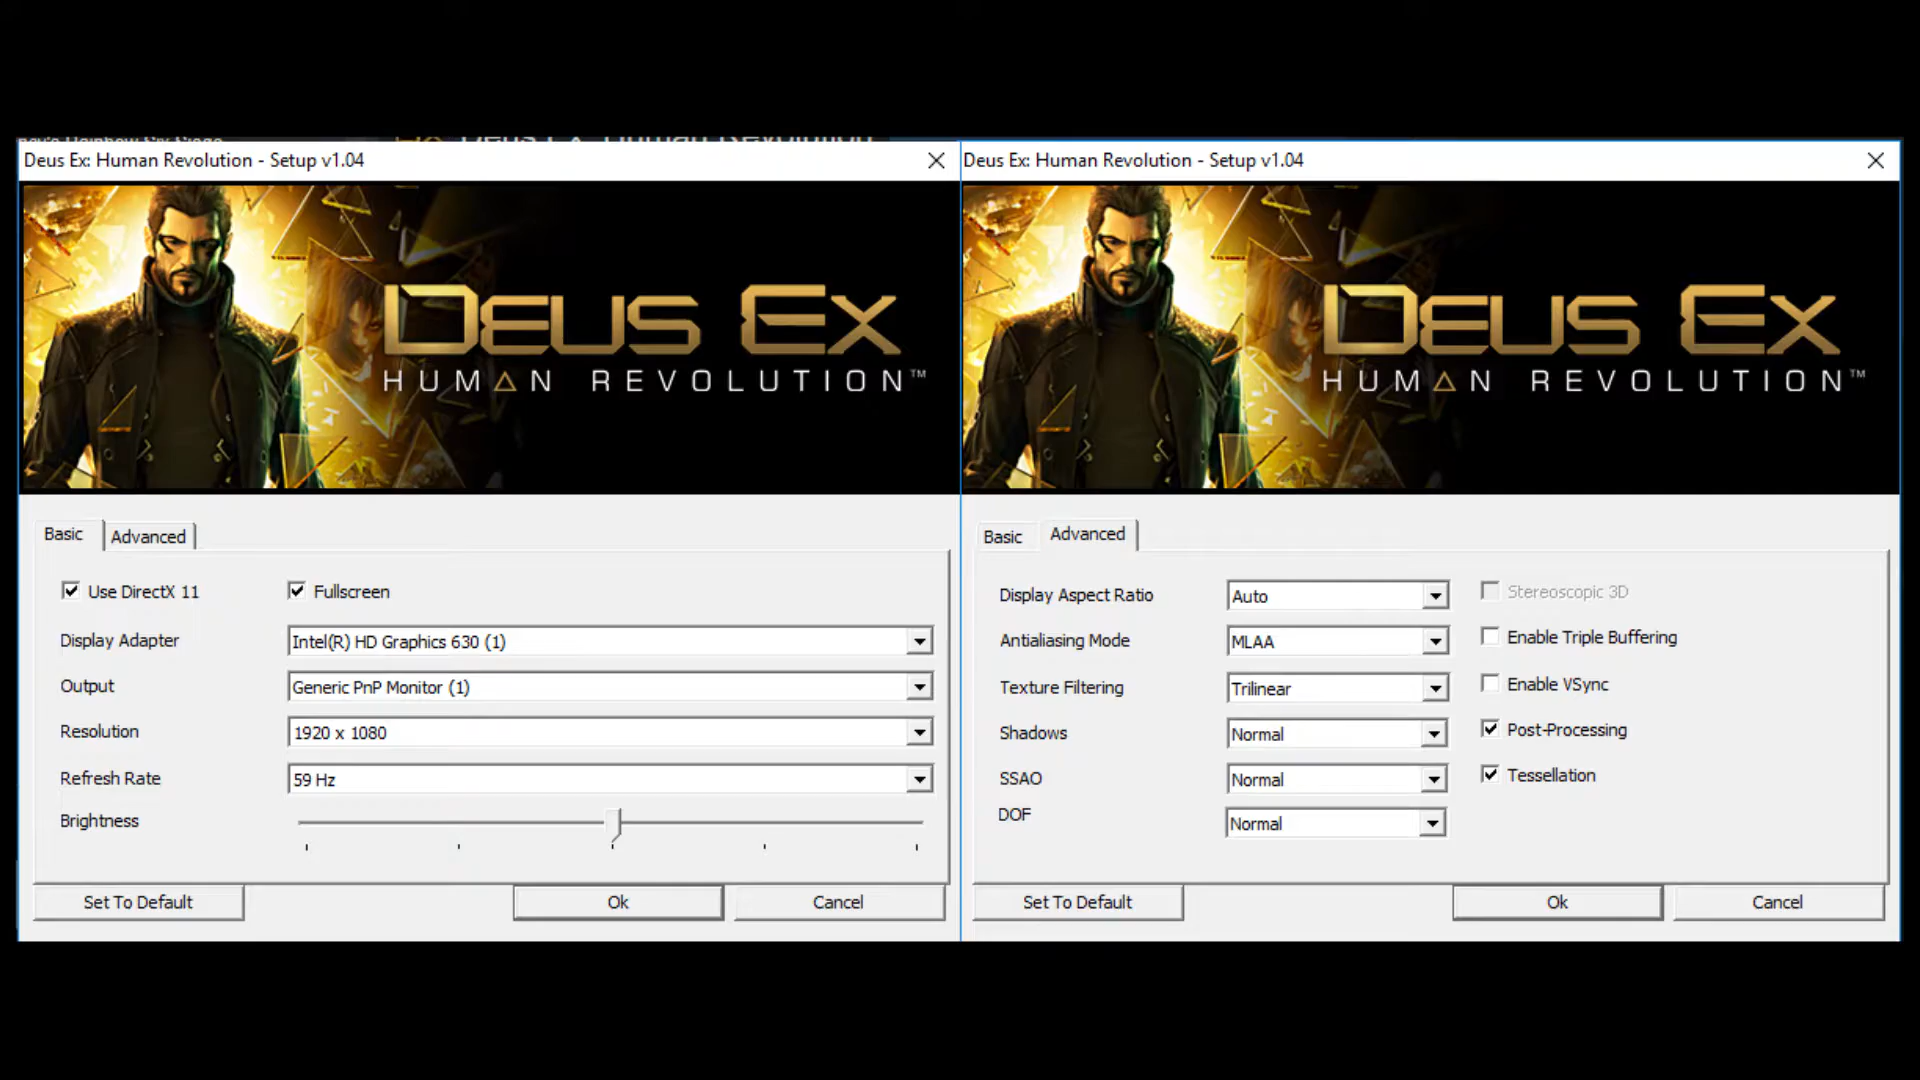 Deus Ex: Human Revolution
Deus Ex: Human Revolution - Setup v1.04
DEUS EX
HUMAN REVOLUTION™
Basic
Advanced
Use DirectX 11
Fullscreen
Display Adapter
Intel(R) HD Graphics 630 (1)
Output
Generic PnP Monitor (1)
Resolution
1920 x 1080
Refresh Rate
59 Hz
Brightness
Set To Default
Ok
Cancel
Deus Ex: Human Revolution - Setup v1.04
DEUS EX
HUMAN REVOLUTION™
Basic
Advanced
Display Aspect Ratio
Auto
Stereoscopic 3D
Antialiasing Mode
MLAA
Enable Triple Buffering
Texture Filtering
Trilinear
Enable VSync
Shadows
Normal
Post-Processing
SSAO
Normal
Tessellation
DOF
Normal
Set To Default
Ok
Cancel